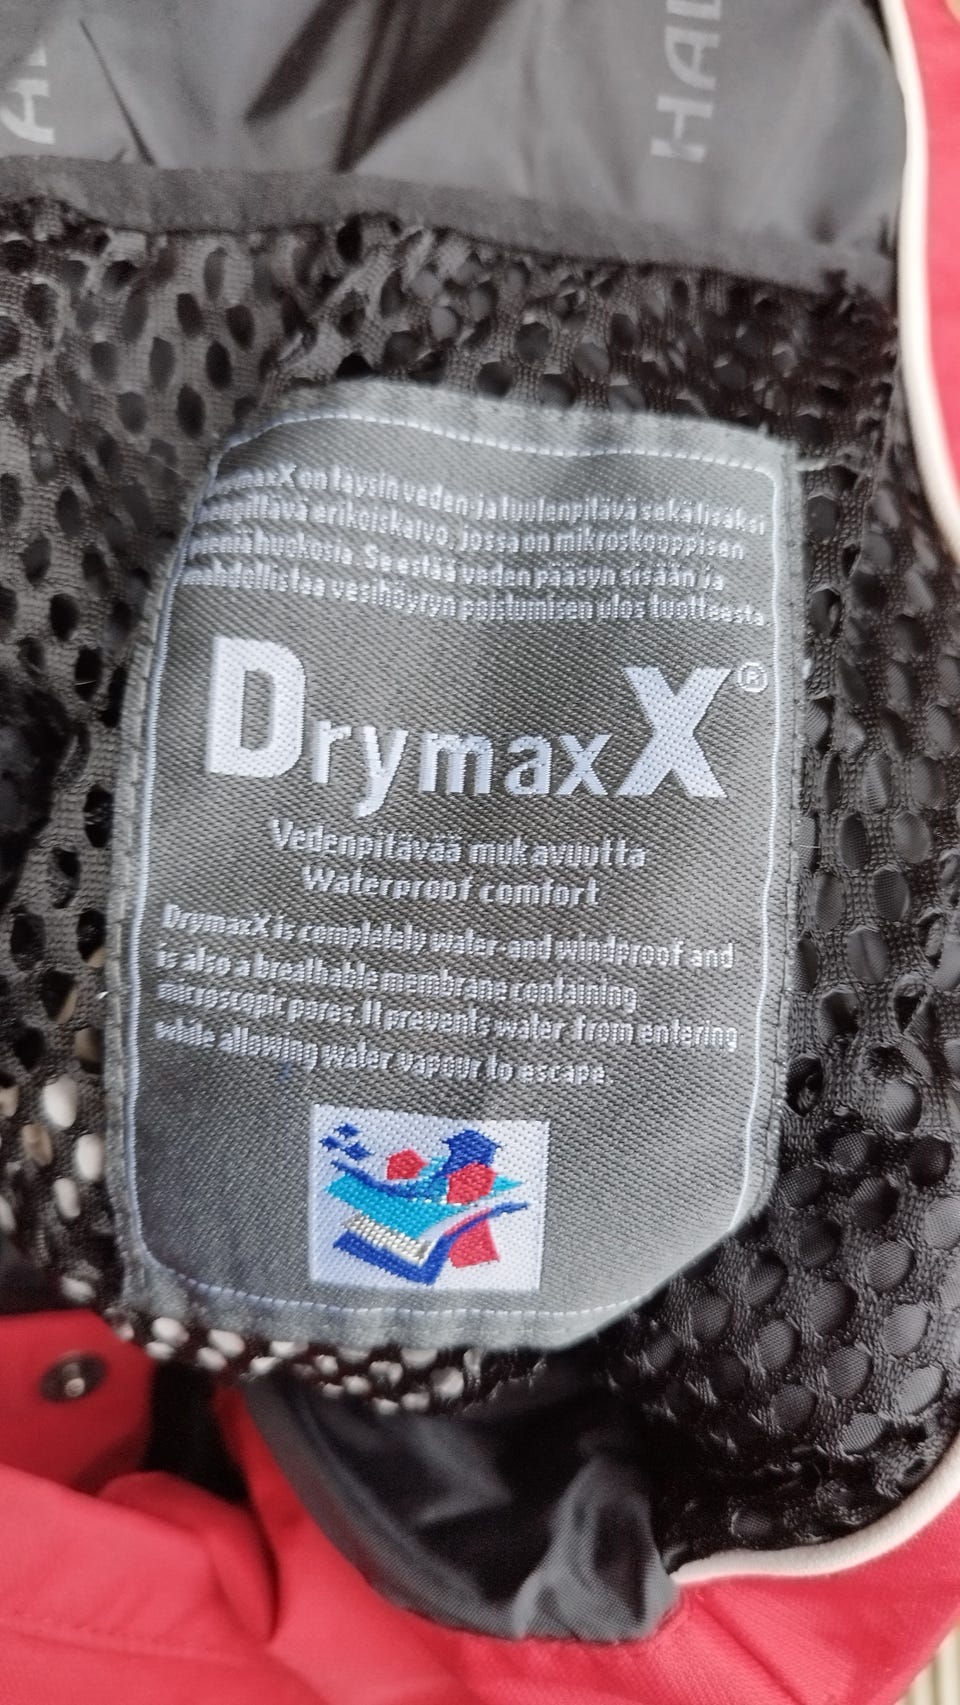 HAL
DrymaxX on täysin veden- ja tuulenpitävä sekä lisäksi
hengittävä erikoiskalvo, jossa on mikroskooppisen
pieniä huokosia. Se estää veden pääsyn sisään ja
mahdollistaa vesihöyryn poistumisen ulos tuotteesta.
DrymaxX®
Vedenpitävää mukavuutta
Waterproof comfort
DrymaxX is completely water-and windproof and
is also a breathable membrane containing
microscopic pores. It prevents water from entering
while allowing water vapour to escape.